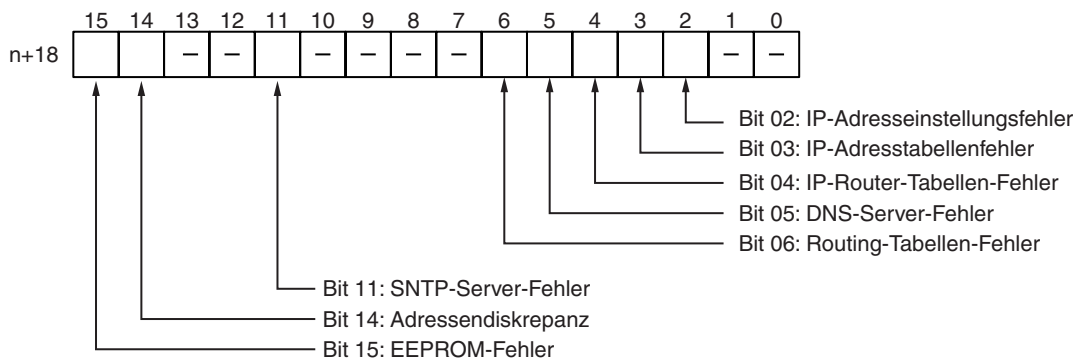 15 14 13 12 11 10 9 8 7 6 5 4 3 2 1 0
n+18 – – – – – – – –
Bit 02: IP-Adresseinstellungsfehler
Bit 03: IP-Adresstabellenfehler
Bit 04: IP-Router-Tabellen-Fehler
Bit 05: DNS-Server-Fehler
Bit 06: Routing-Tabellen-Fehler
Bit 11: SNTP-Server-Fehler
Bit 14: Adressendiskrepanz
Bit 15: EEPROM-Fehler